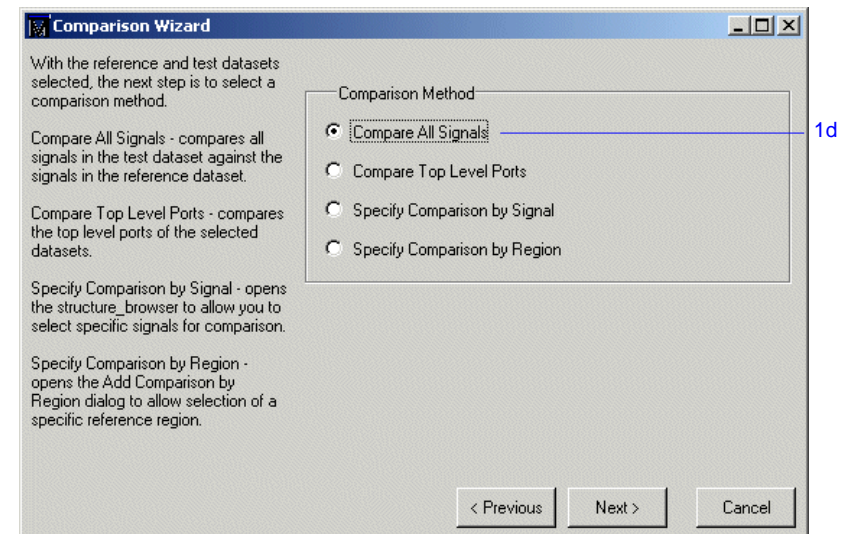 Comparison Wizard
With the reference and test datasets
selected, the next step is to select a
comparison method.
Compare All Signals - compares all
signals in the test dataset against the
signals in the reference dataset.
Compare Top Level Ports - compares
the top level ports of the selected
datasets.
Specify Comparison by Signal - opens
the structure_browser to allow you to
select specific signals for comparison.
Specify Comparison by Region -
opens the Add Comparison by
Region dialog to allow selection of a
specific reference region.
Comparison Method
Compare All Signals
1d
Compare Top Level Ports
Specify Comparison by Signal
Specify Comparison by Region
< Previous
Next >
Cancel